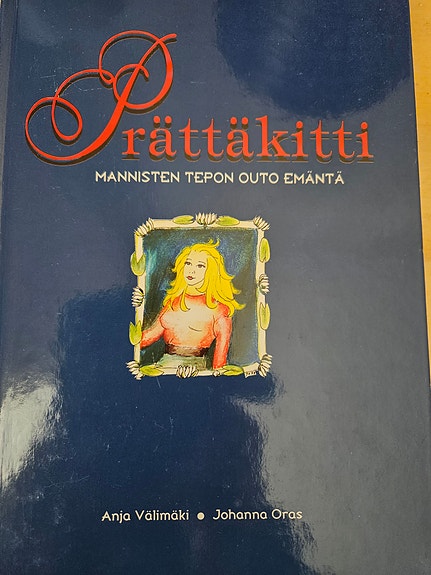 Prättäkitti
MANNISTEN TEPON OUTO EMÄNTÄ
Anja Välimäki • Johanna Oras